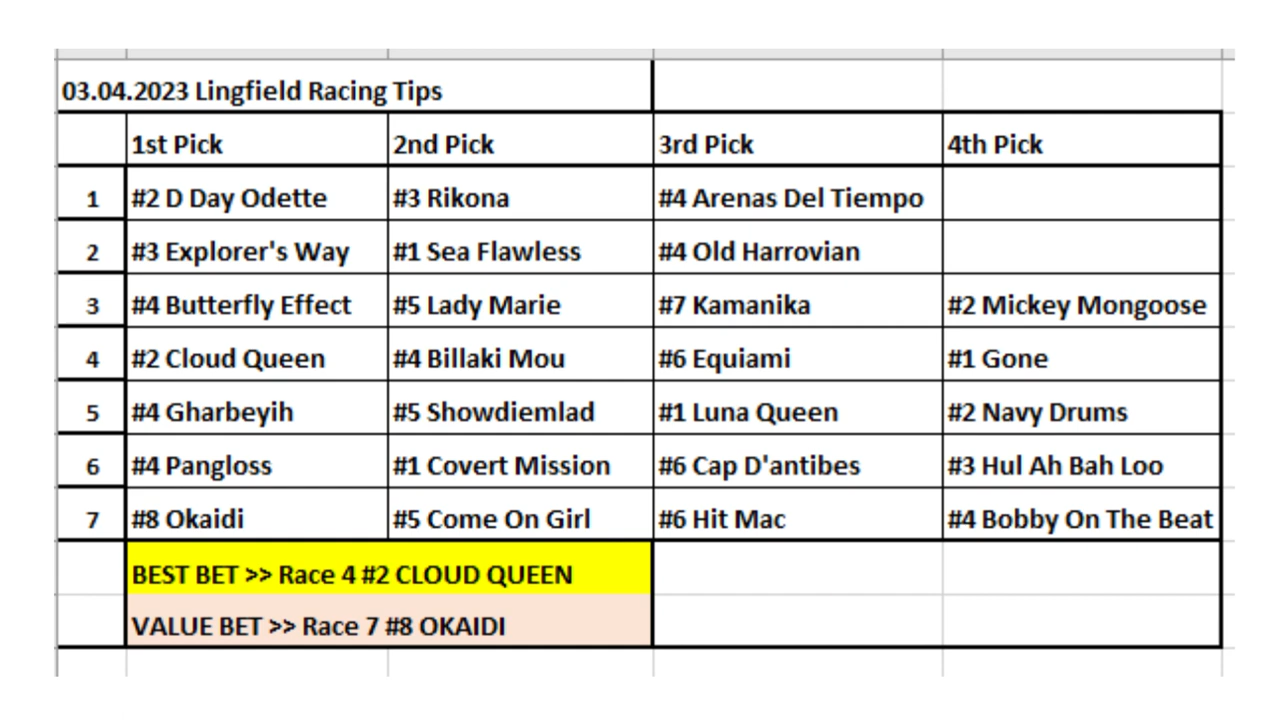 03.04.2023 Lingfield Racing Tips
1st Pick 2nd Pick 3rd Pick 4th Pick
1 #2 D Day Odette #3 Rikona #4 Arenas Del Tiempo
2 #3 Explorer's Way #1 Sea Flawless #4 Old Harrovian
3 #4 Butterfly Effect #5 Lady Marie #7 Kamanika #2 Mickey Mongoose
4 #2 Cloud Queen #4 Billaki Mou #6 Equiami #1 Gone
5 #4 Gharbeyih #5 Showdiemlad #1 Luna Queen #2 Navy Drums
6 #4 Pangloss #1 Covert Mission #6 Cap D'antibes #3 Hul Ah Bah Loo
7 #8 Okaidi #5 Come On Girl #6 Hit Mac #4 Bobby On The Beat
BEST BET >> Race 4 #2 CLOUD QUEEN
VALUE BET >> Race 7 #8 OKAIDI